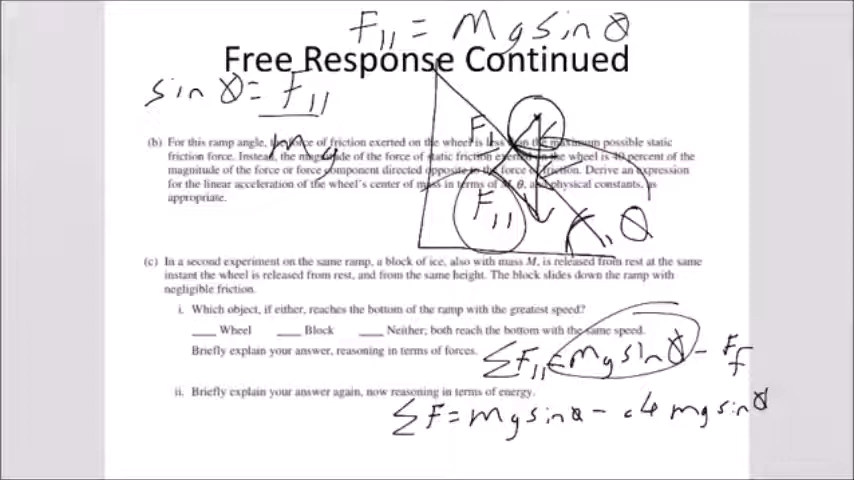 F11 = Mg sin θ
Free Response Continued
sin θ = F11
Mg
F⊥
F11
θ
(b) For this ramp angle, the force of friction exerted on the wheel is less than the maximum possible static
friction force. Instead, the magnitude of the force of static friction exerted on the wheel is 40 percent of the
magnitude of the force or force component directed opposite to the force of friction. Derive an expression
for the linear acceleration of the wheel's center of mass in terms of M, θ, and physical constants, as
appropriate.
(c) In a second experiment on the same ramp, a block of ice, also with mass M, is released from rest at the same
instant the wheel is released from rest, and from the same height. The block slides down the ramp with
negligible friction.
i. Which object, if either, reaches the bottom of the ramp with the greatest speed?
____ Wheel ____ Block ____ Neither; both reach the bottom with the same speed.
Briefly explain your answer, reasoning in terms of forces.
ΣF11 = mg sin θ - Ff
ii. Briefly explain your answer again, now reasoning in terms of energy.
ΣF = mg sin θ - .4 mg sin θ